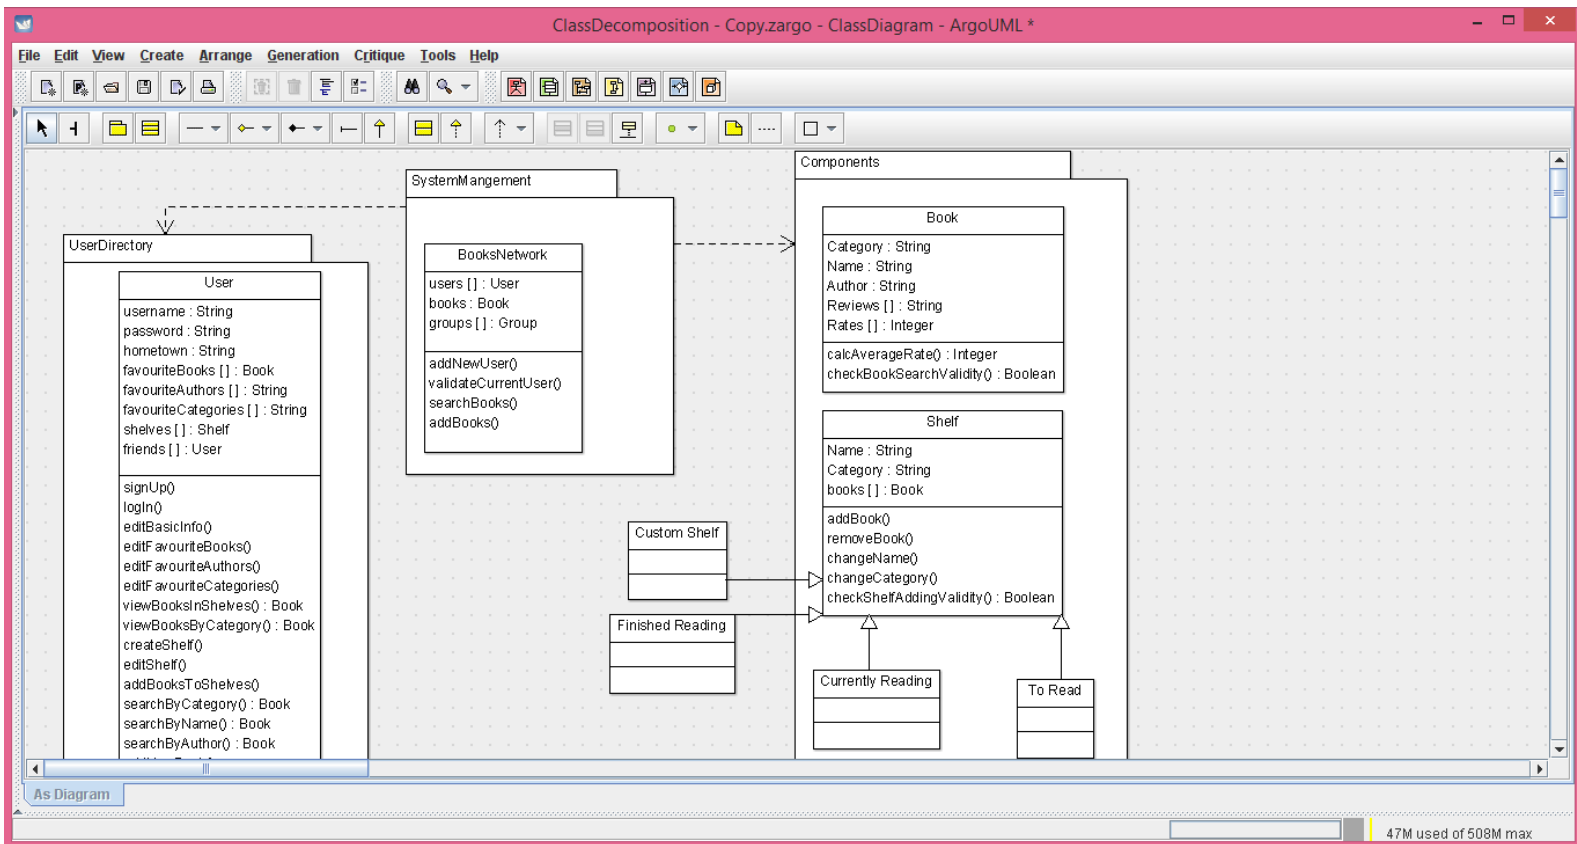 ClassDecomposition - Copy.zargo - ClassDiagram - ArgoUML *
File Edit View Create Arrange Generation Critique Tools Help
UserDirectory
User
username : String
password : String
hometown : String
favouriteBooks [ ] : Book
favouriteAuthors [ ] : String
favouriteCategories [ ] : String
shelves [ ] : Shelf
friends [ ] : User
signUp()
logIn()
editBasicInfo()
editFavouriteBooks()
editFavouriteAuthors()
editFavouriteCategories()
viewBooksInShelves() : Book
viewBooksByCategory() : Book
createShelf()
editShelf()
addBooksToShelves()
searchByCategory() : Book
searchByName() : Book
searchByAuthor() : Book
SystemMangement
BooksNetwork
users [ ] : User
books : Book
groups [ ] : Group
addNewUser()
validateCurrentUser()
searchBooks()
addBooks()
Components
Book
Category : String
Name : String
Author : String
Reviews [ ] : String
Rates [ ] : Integer
calcAverageRate() : Integer
checkBookSearchValidity() : Boolean
Shelf
Name : String
Category : String
books [ ] : Book
addBook()
removeBook()
changeName()
changeCategory()
checkShelfAddingValidity() : Boolean
Custom Shelf
Finished Reading
Currently Reading
To Read
As Diagram
47M used of 508M max